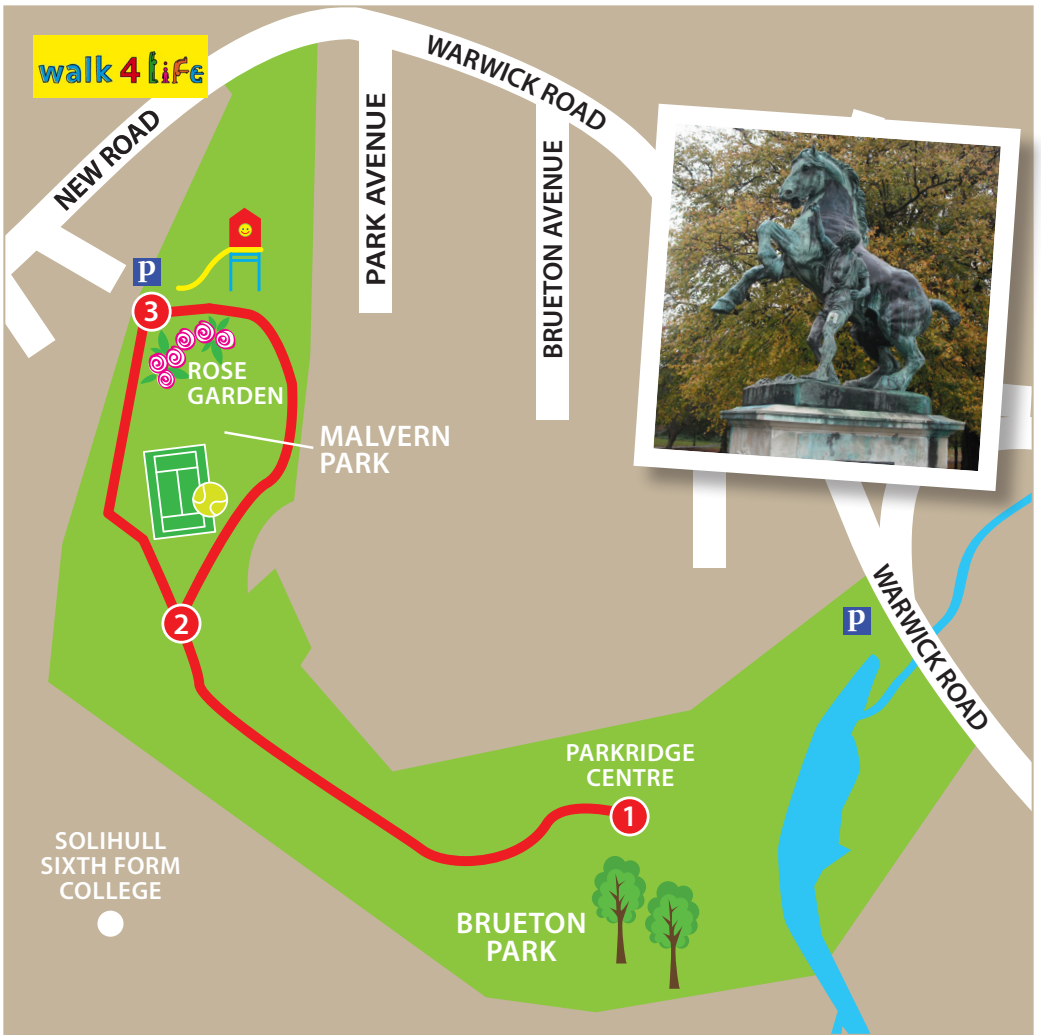 walk 4 life
NEW ROAD
WARWICK ROAD
PARK AVENUE
BRUETON AVENUE
P
3
ROSE
GARDEN
MALVERN
PARK
2
P
WARWICK ROAD
PARKRIDGE
CENTRE
1
SOLIHULL
SIXTH FORM
COLLEGE
BRUETON
PARK